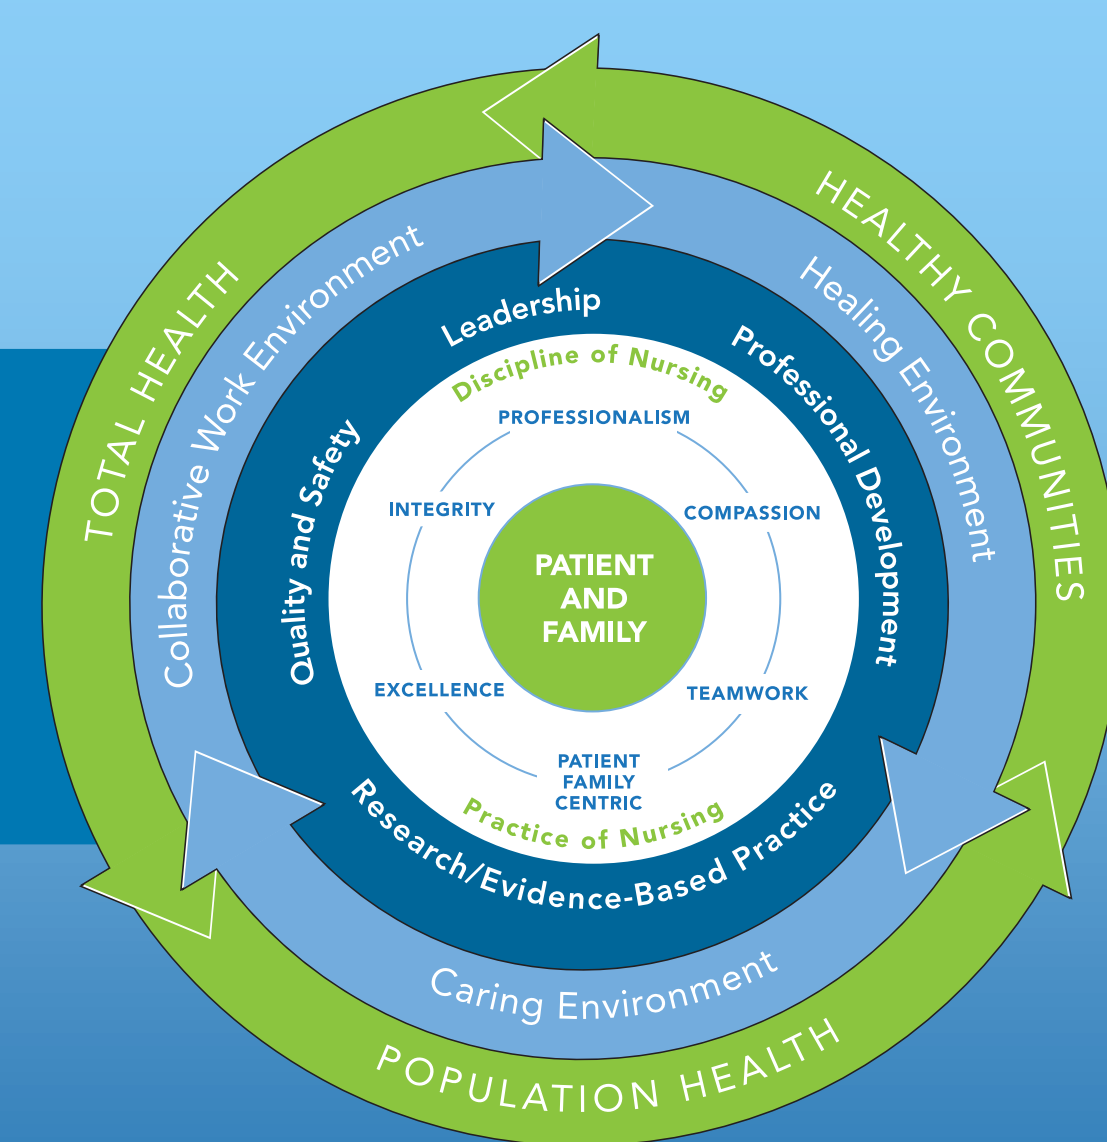 TOTAL HEALTH
HEALTHY COMMUNITIES
POPULATION HEALTH
Collaborative Work Environment
Healing Environment
Caring Environment
Leadership
Professional Development
Quality and Safety
Research/Evidence-Based Practice
Discipline of Nursing
PROFESSIONALISM
INTEGRITY
COMPASSION
PATIENT
AND
FAMILY
EXCELLENCE
TEAMWORK
PATIENT
FAMILY
CENTRIC
Practice of Nursing